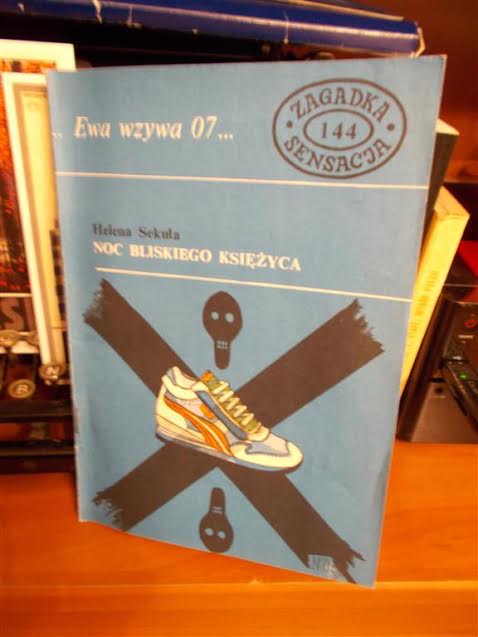 .. Ewa wzywa 07...
ZAGADKA
144
SENSACJA
Helena Sekuła
NOC BLISKIEGO KSIĘŻYCA